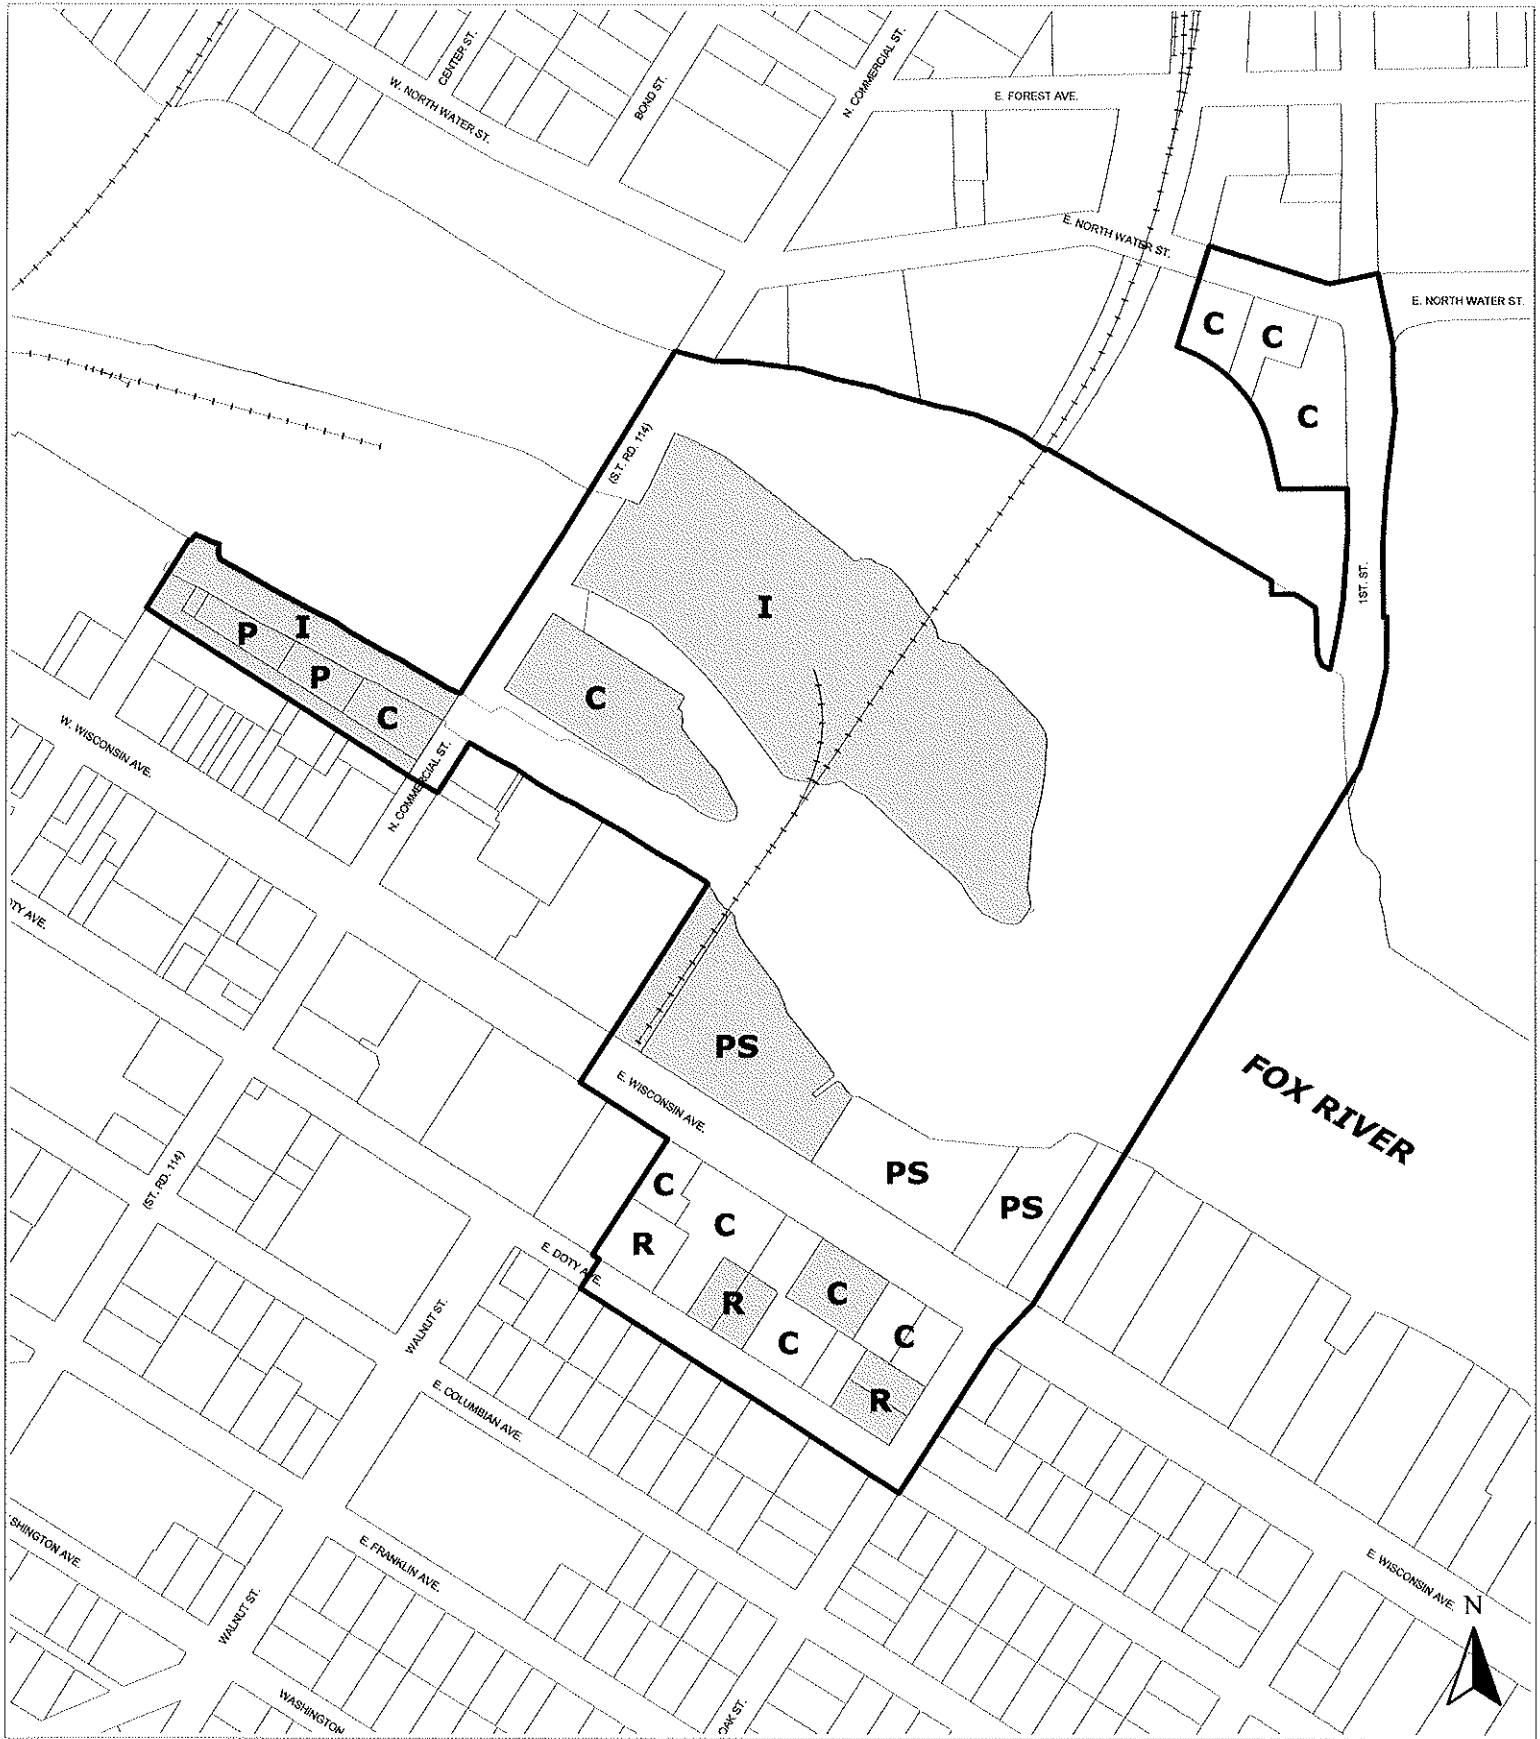 CENTER ST.
W. NORTH WATER ST.
BOND ST.
N. COMMERCIAL ST.
E. FOREST AVE.
E. NORTH WATER ST.
E. NORTH WATER ST.
C
C
C
(S.T. RD. 114)
1ST. ST.
I
I
P
P
C
C
W. WISCONSIN AVE.
N. COMMERCIAL ST.
TY AVE.
PS
E. WISCONSIN AVE.
FOX RIVER
PS
PS
(ST. RD. 114)
C
C
R
E. DOTY AVE.
C
R
C
C
R
WALNUT ST.
E. COLUMBIAN AVE.
SHINGTON AVE.
E. FRANKLIN AVE.
E. WISCONSIN AVE.
N
WALNUT ST.
WASHINGTON
OAK ST.